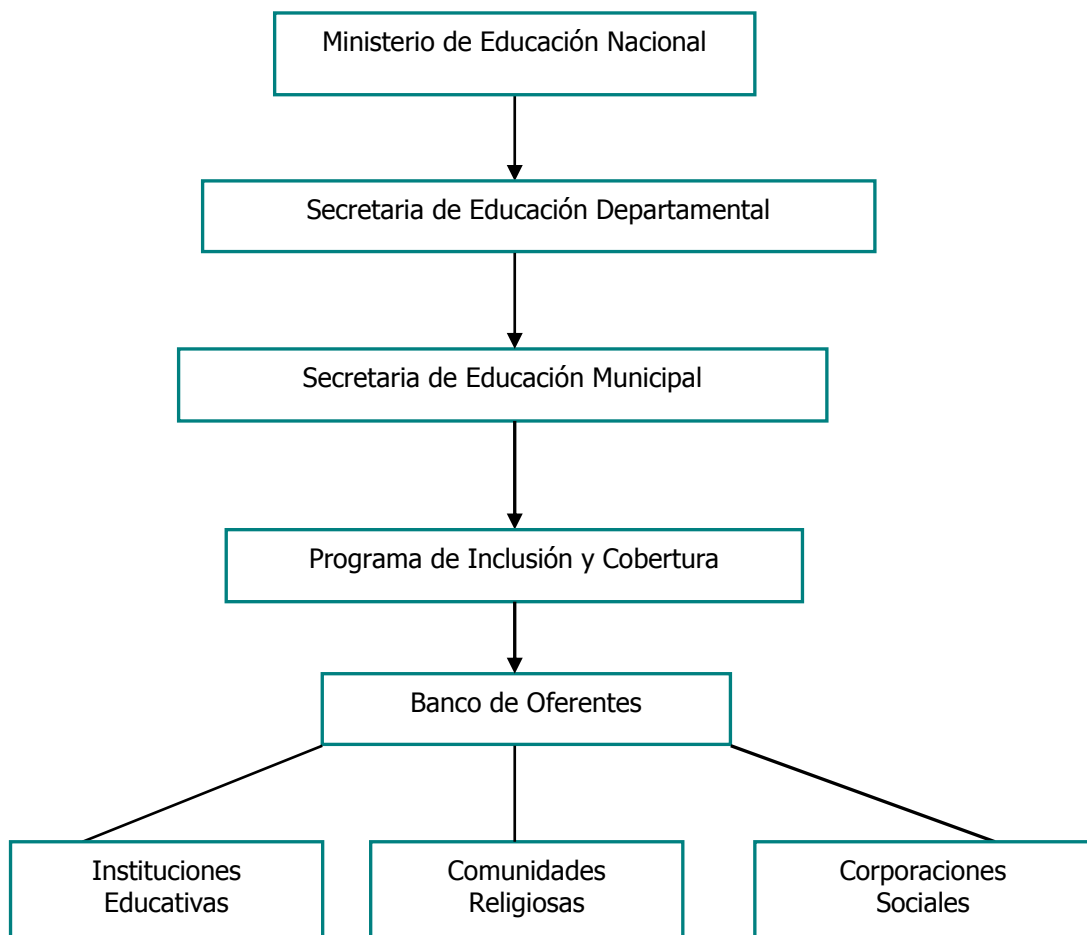 Ministerio de Educación Nacional
Secretaria de Educación Departamental
Secretaria de Educación Municipal
Programa de Inclusión y Cobertura
Banco de Oferentes
Instituciones
Educativas
Comunidades
Religiosas
Corporaciones
Sociales